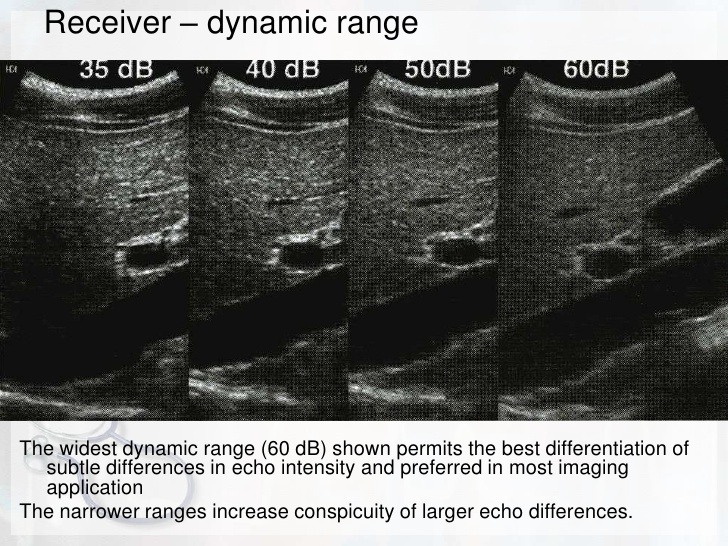 Receiver – dynamic range
35 dB 40 dB 50dB 60dB
The widest dynamic range (60 dB) shown permits the best differentiation of
subtle differences in echo intensity and preferred in most imaging
application
The narrower ranges increase conspicuity of larger echo differences.